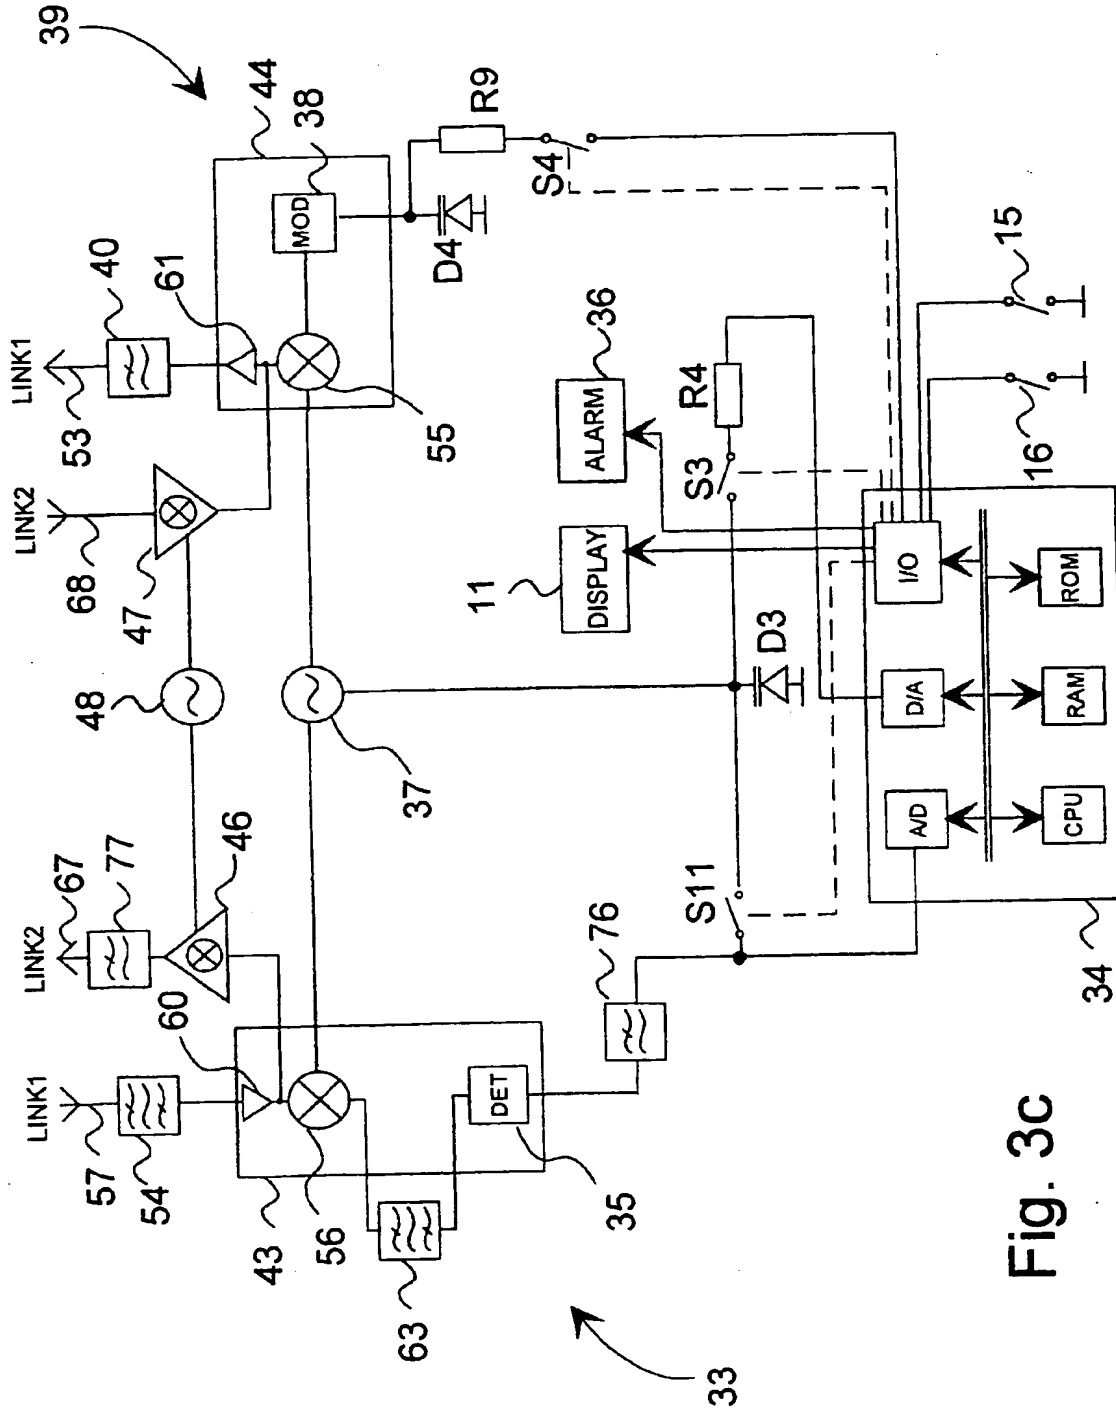 LINK1
57
54
43
60
56
63
35
33
LINK2
67
77
46
48
37
LINK2
68
47
LINK1
53
40
61
44
38
39
MOD
55
D4
R9
S4
DET
76
S11
D3
11
DISPLAY
ALARM
36
S3
R4
A/D
D/A
I/O
CPU
RAM
ROM
34
16
15
Fig. 3c